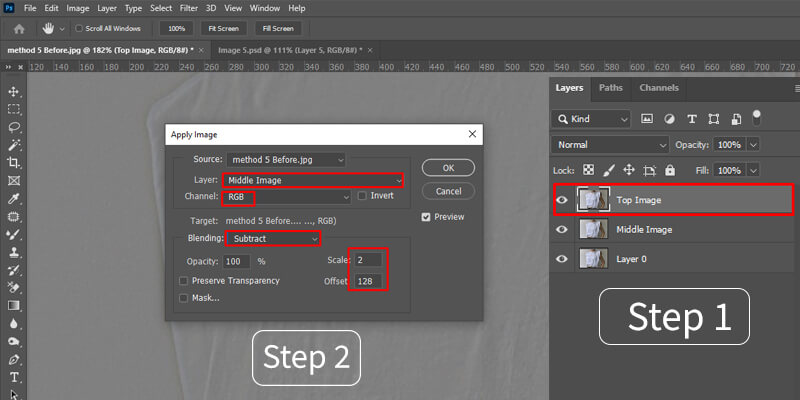 Ps File Edit Image Layer Type Select Filter 3D View Plugins Window Help
Scroll All Windows 100% Fit Screen Fill Screen
method 5 Before.jpg @ 182% (Top Image, RGB/8#) * × Image 5.psd @ 111% (Layer 5, RGB/8#) * ×
120 140 160 180 200 220 240 260 280 300 320 340 360 380 400 420 440 460 480 500 520 540 560 580 600 620 640 660 680 700 720
Layers Paths Channels
Kind
Normal Opacity: 100%
Lock: Fill: 100%
Top Image
Middle Image
Layer 0
Step 1
Apply Image
Source: method 5 Before.jpg
OK
Layer: Middle Image
Cancel
Channel: RGB Invert
Preview
Target: method 5 Before.... ..., RGB)
Blending: Subtract
Opacity: 100 % Scale: 2
Preserve Transparency Offset: 128
Mask...
Step 2